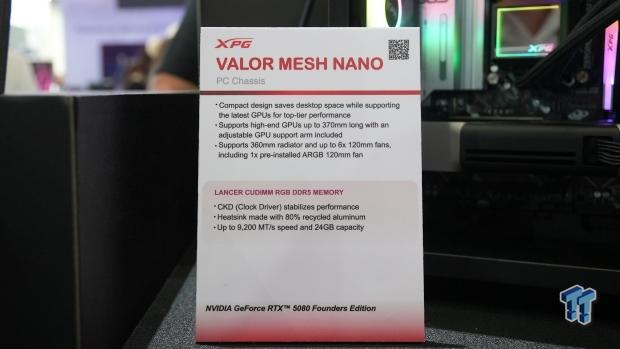 XPG
VALOR MESH NANO
PC Chassis
• Compact design saves desktop space while supporting
the latest GPUs for top-tier performance
• Supports high-end GPUs up to 370mm long with an
adjustable GPU support arm included
• Supports 360mm radiator and up to 6x 120mm fans,
including 1x pre-installed ARGB 120mm fan
LANCER CUDIMM RGB DDR5 MEMORY
• CKD (Clock Driver) stabilizes performance
• Heatsink made with 80% recycled aluminum
• Up to 9,200 MT/s speed and 24GB capacity
NVIDIA GeForce RTX™ 5080 Founders Edition
XPG
TT